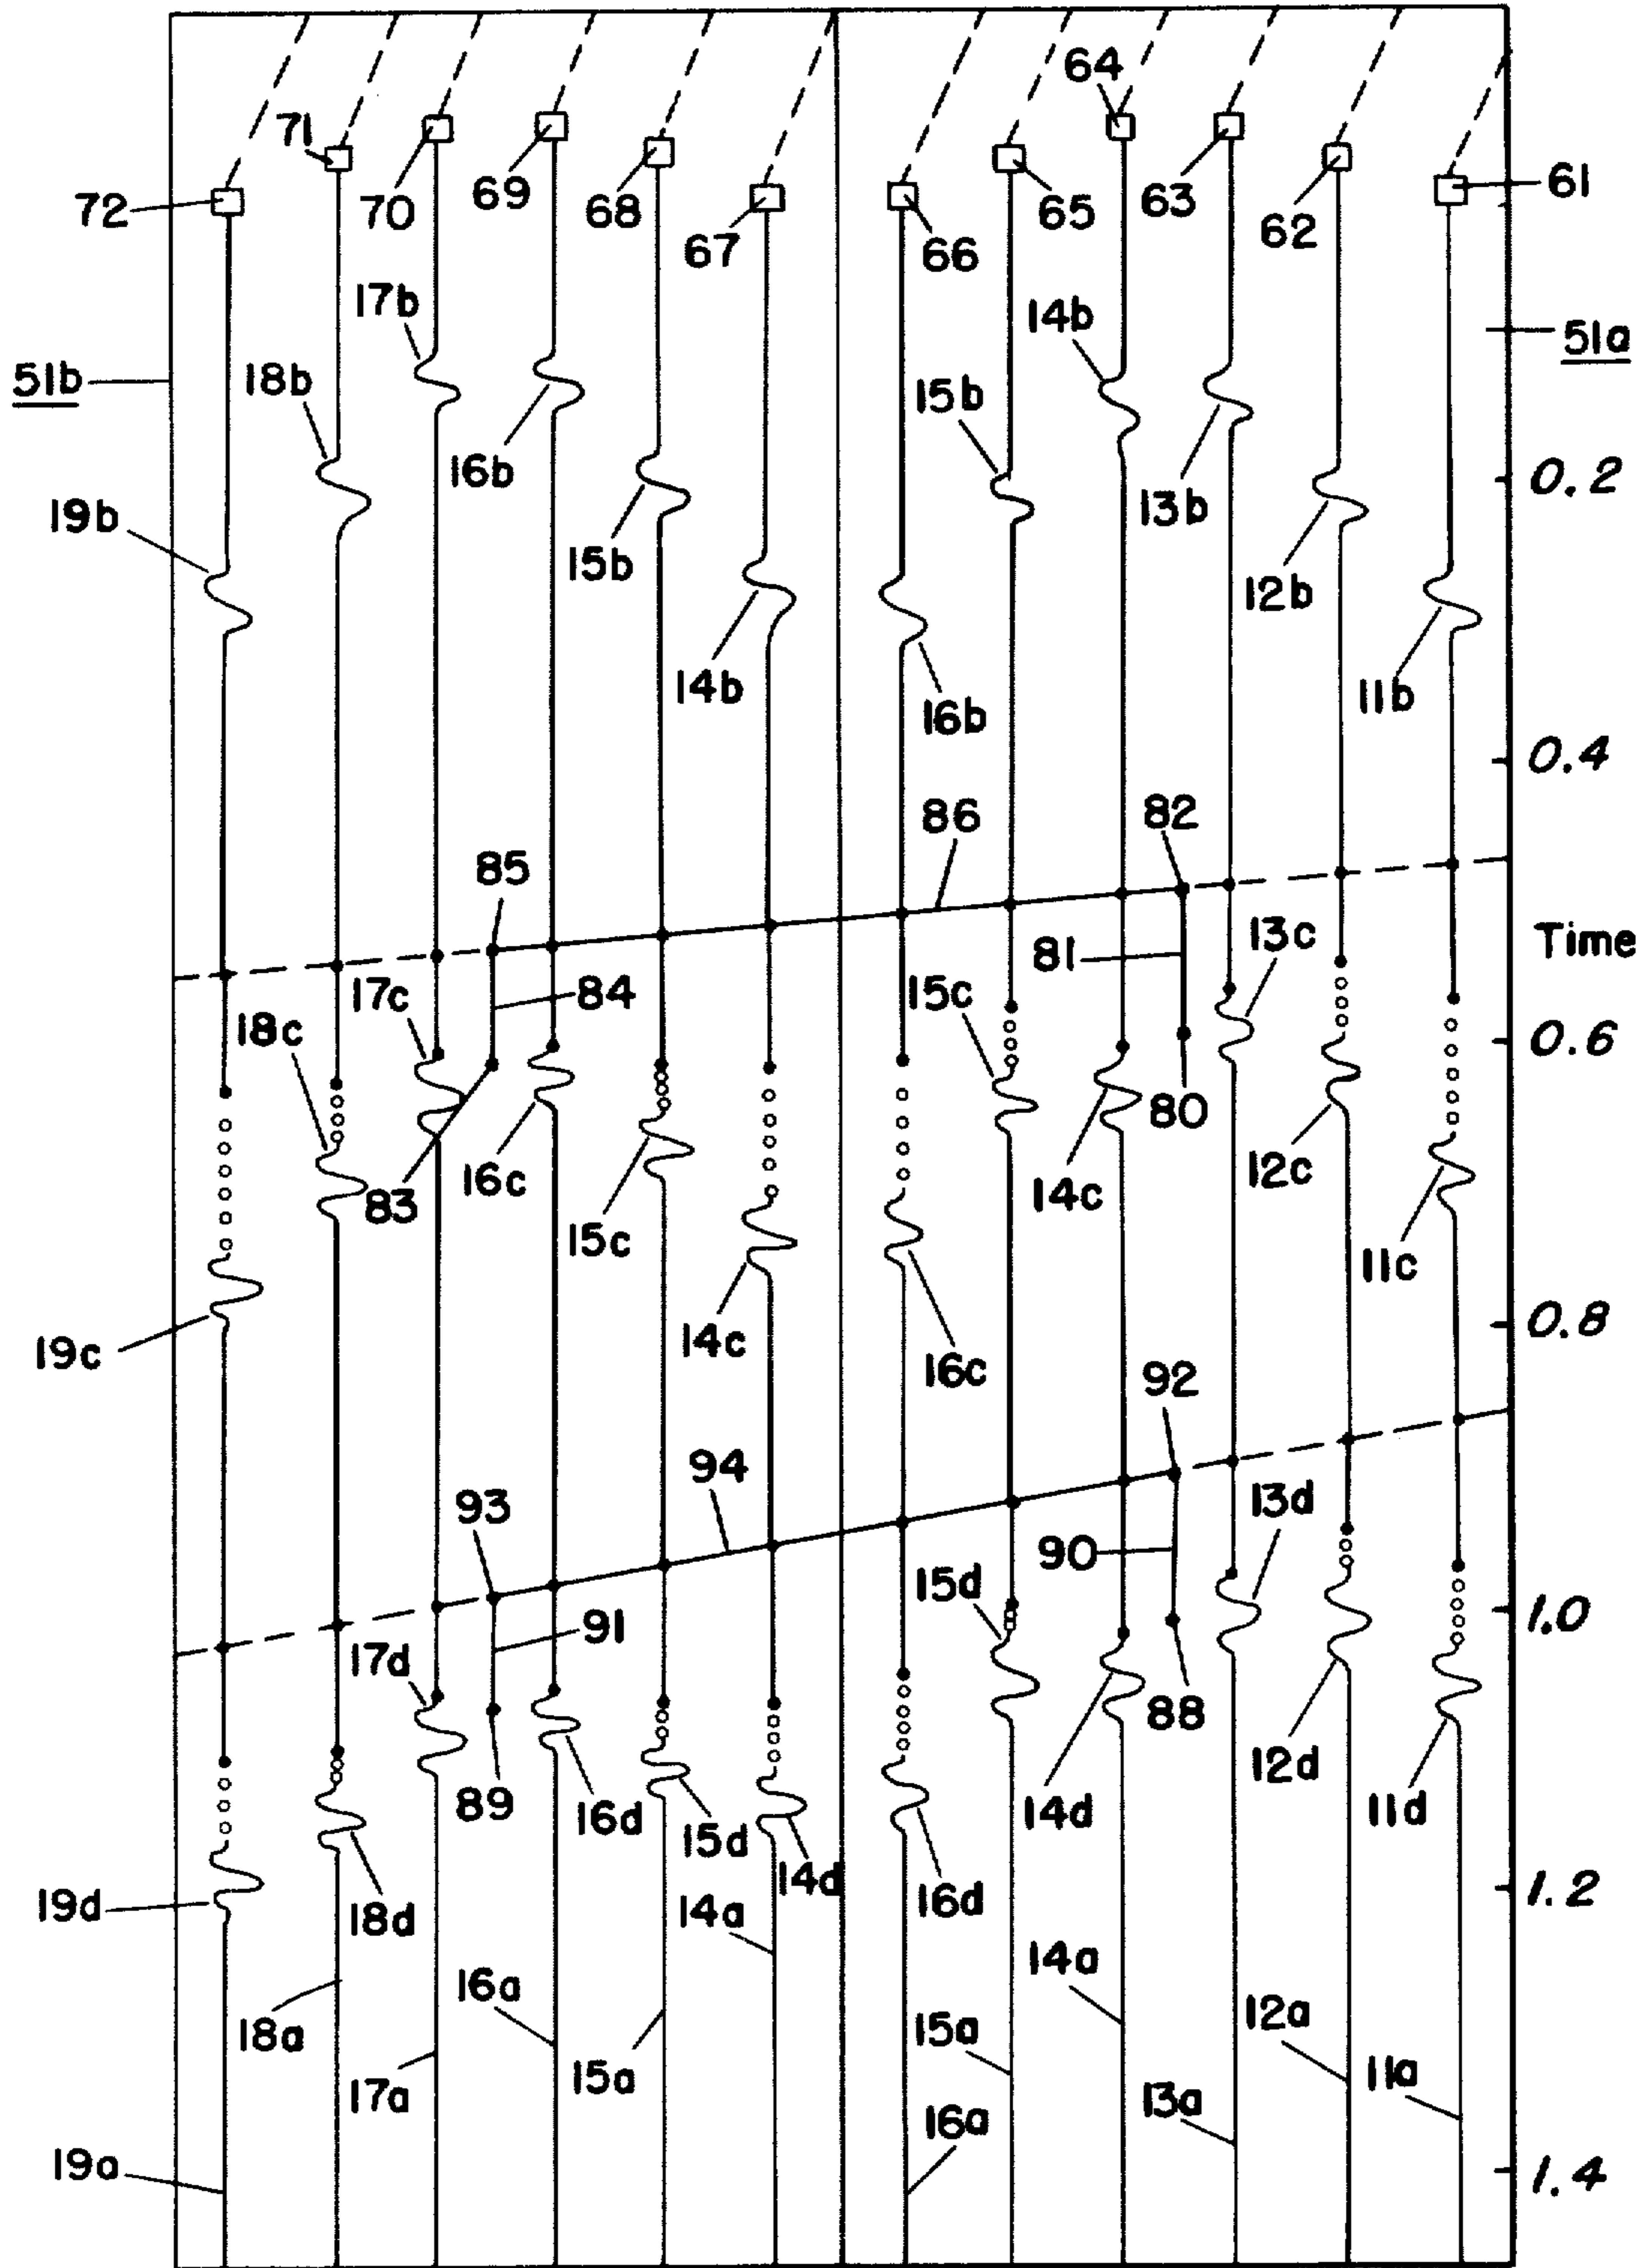 64
71
61
72
70
69
68
67
66
65
63
62
17b
14b
51a
51b
18b
15b
16b
0.2
19b
13b
15b
12b
14b
11b
16b
0.4
86
82
85
Time
13c
81
17c
84
15c
18c
0.6
80
83
16c
14c
12c
15c
11c
0.8
14c
19c
16c
92
94
93
13d
90
15d
91
1.0
17d
88
12d
89
16d
14d
11d
15d
14d
1.2
19d
18d
14a
16d
14a
16a
12a
18a
15a
11a
17a
15a
13a
16a
19a
1.4